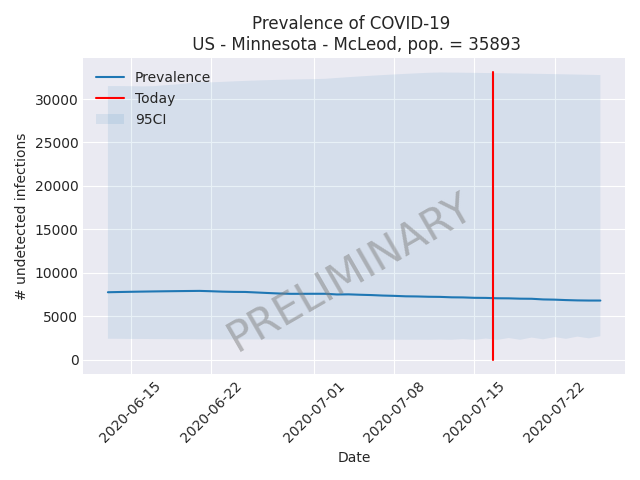 Prevalence of COVID-19
US - Minnesota - McLeod, pop. = 35893
Prevalence
Today
95CI
# undetected infections
30000
25000
20000
15000
10000
5000
0
PRELIMINARY
2020-06-15
2020-06-22
2020-07-01
2020-07-08
2020-07-15
2020-07-22
Date